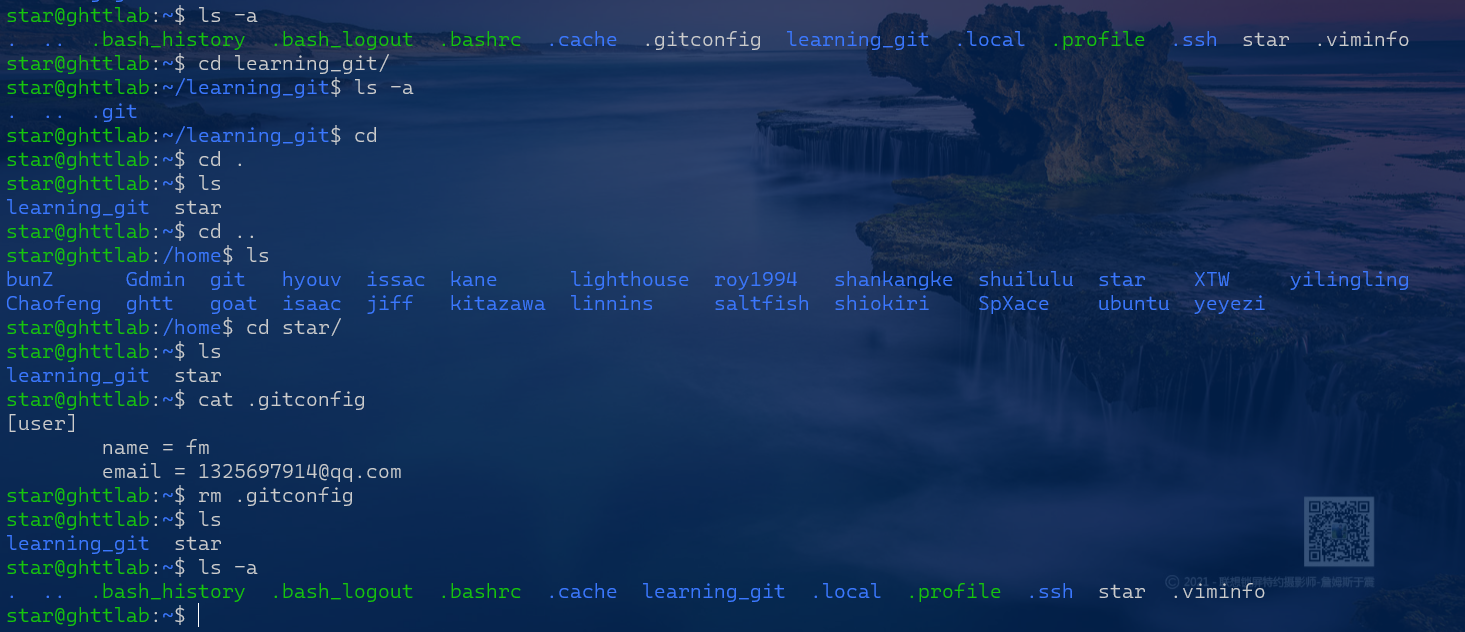 star@ghttlab:~$ ls -a
.  ..  .bash_history  .bash_logout  .bashrc  .cache  .gitconfig  learning_git  .local  .profile  .ssh  star  .viminfo
star@ghttlab:~$ cd learning_git/
star@ghttlab:~/learning_git$ ls -a
.  ..  .git
star@ghttlab:~/learning_git$ cd
star@ghttlab:~$ cd .
star@ghttlab:~$ ls
learning_git  star
star@ghttlab:~$ cd ..
star@ghttlab:/home$ ls
bunZ      Gdmin  git   hyouv  issac  kane      lighthouse  roy1994   shankangke  shuilulu  star    XTW     yilingling
Chaofeng  ghtt   goat  isaac  jiff   kitazawa  linnins     saltfish  shiokiri    SpXace    ubuntu  yeyezi
star@ghttlab:/home$ cd star/
star@ghttlab:~$ ls
learning_git  star
star@ghttlab:~$ cat .gitconfig
[user]
        name = fm
        email = 1325697914@qq.com
star@ghttlab:~$ rm .gitconfig
star@ghttlab:~$ ls
learning_git  star
star@ghttlab:~$ ls -a
.  ..  .bash_history  .bash_logout  .bashrc  .cache  learning_git  .local  .profile  .ssh  star  .viminfo
star@ghttlab:~$
© 2021 -